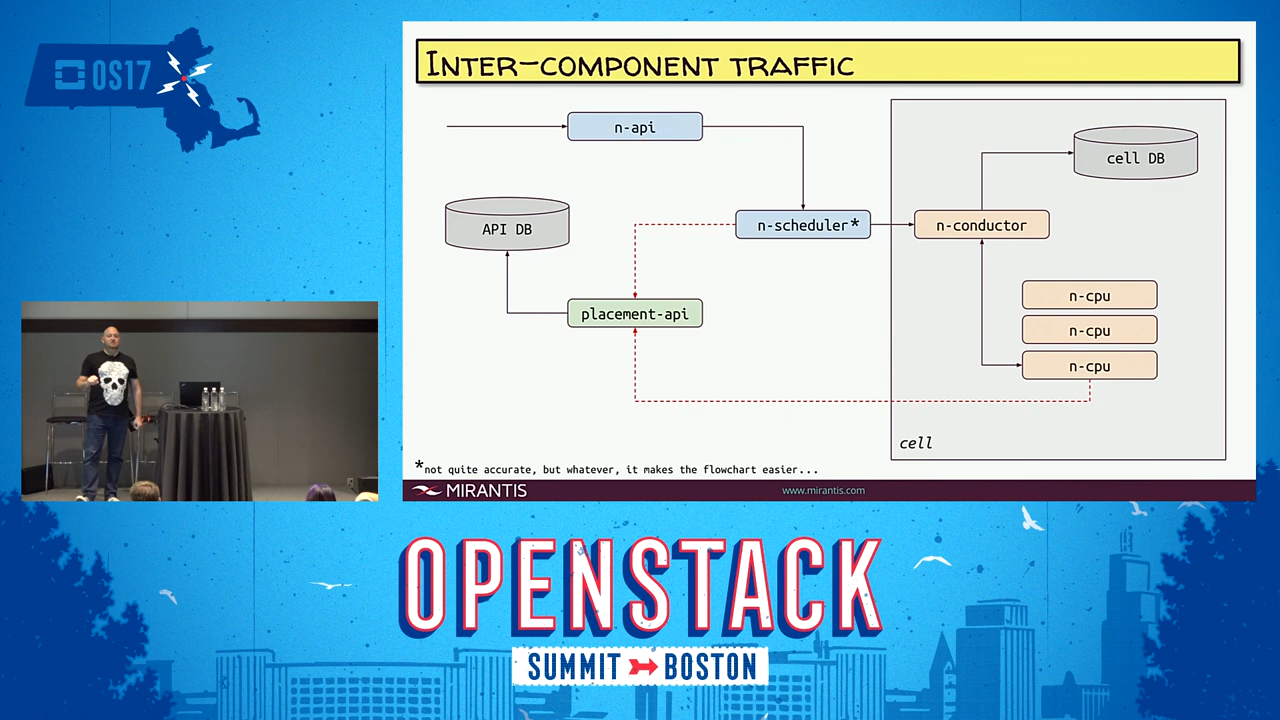 OS17
INTER-COMPONENT TRAFFIC
n-api
cell DB
API DB
n-scheduler*
n-conductor
n-cpu
placement-api
n-cpu
n-cpu
cell
*not quite accurate, but whatever, it makes the flowchart easier...
MIRANTIS
www.mirantis.com
OPENSTACK
SUMMIT BOSTON